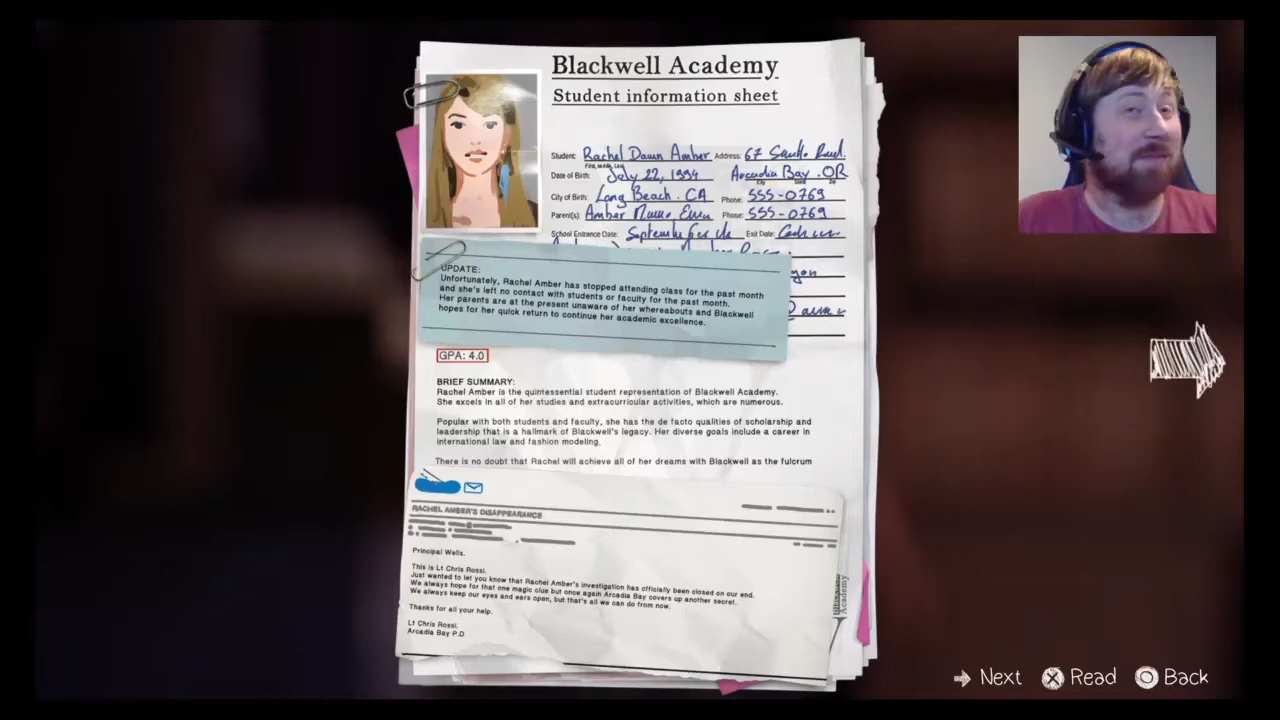 Blackwell Academy
Student information sheet
Student: Rachel Dawn Amber Address: 67
Date of Birth: July 22, 1994 Arcadia Bay . OR
City of Birth: Long Beach . CA Phone: 555-0769
Parent(s): Amber Phone: 555-0769
School Entrance Date: Exit Date:
UPDATE:
Unfortunately, Rachel Amber has stopped attending class for the past month
and she's left no contact with students or faculty for the past month.
Her parents are at the present unaware of her whereabouts and Blackwell
hopes for her quick return to continue her academic excellence.
GPA: 4.0
BRIEF SUMMARY:
Rachel Amber is the quintessential student representation of Blackwell Academy.
She excels in all of her studies and extracurricular activities, which are numerous.
Popular with both students and faculty, she has the de facto qualities of scholarship and
leadership that is a hallmark of Blackwell's legacy. Her diverse goals include a career in
international law and fashion modeling.
There is no doubt that Rachel will achieve all of her dreams with Blackwell as the fulcrum
RACHEL AMBER'S DISAPPEARANCE
Principal Wells,
This is Lt Chris Rossi.
Just wanted to let you know that Rachel Amber's investigation has officially been closed on our end.
We always hope for that one magic clue but once again Arcadia Bay covers up another secret.
We always keep our eyes and ears open, but that's all we can do from now.
Thanks for all your help.
Lt Chris Rossi.
Arcadia Bay P.D
Academy
Next Read Back